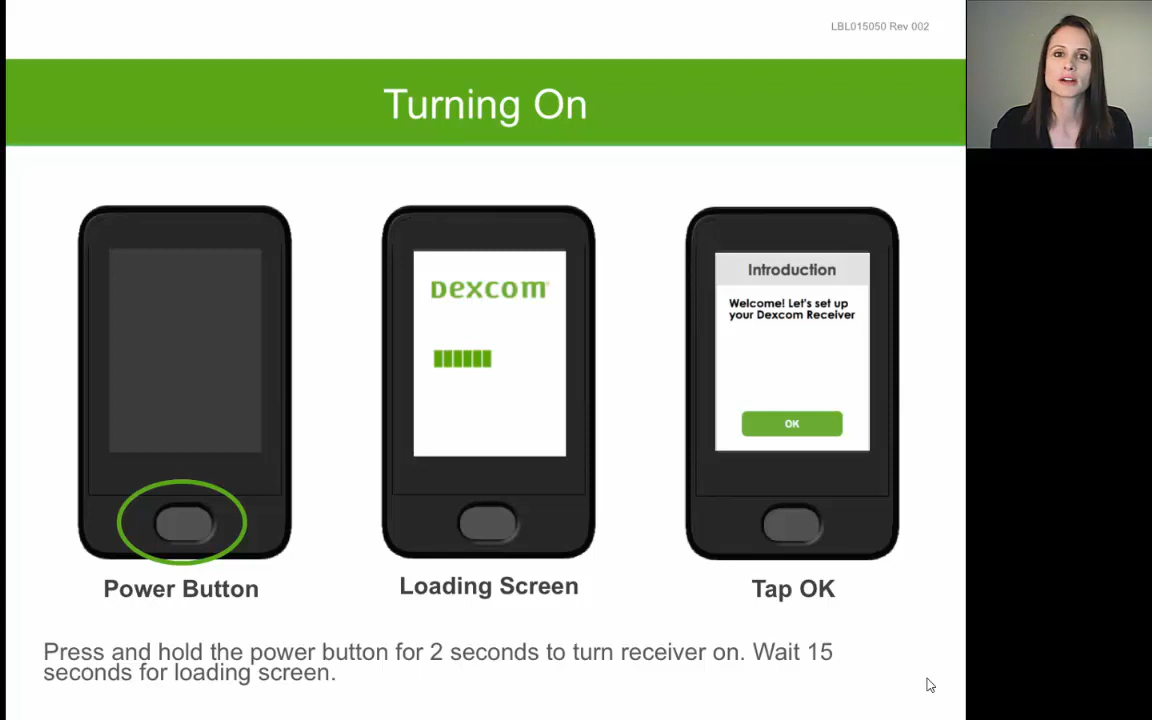 LBL015050 Rev 002
Turning On
Dexcom
Introduction
Welcome! Let's set up
your Dexcom Receiver
OK
Power Button
Loading Screen
Tap OK
Press and hold the power button for 2 seconds to turn receiver on. Wait 15
seconds for loading screen.